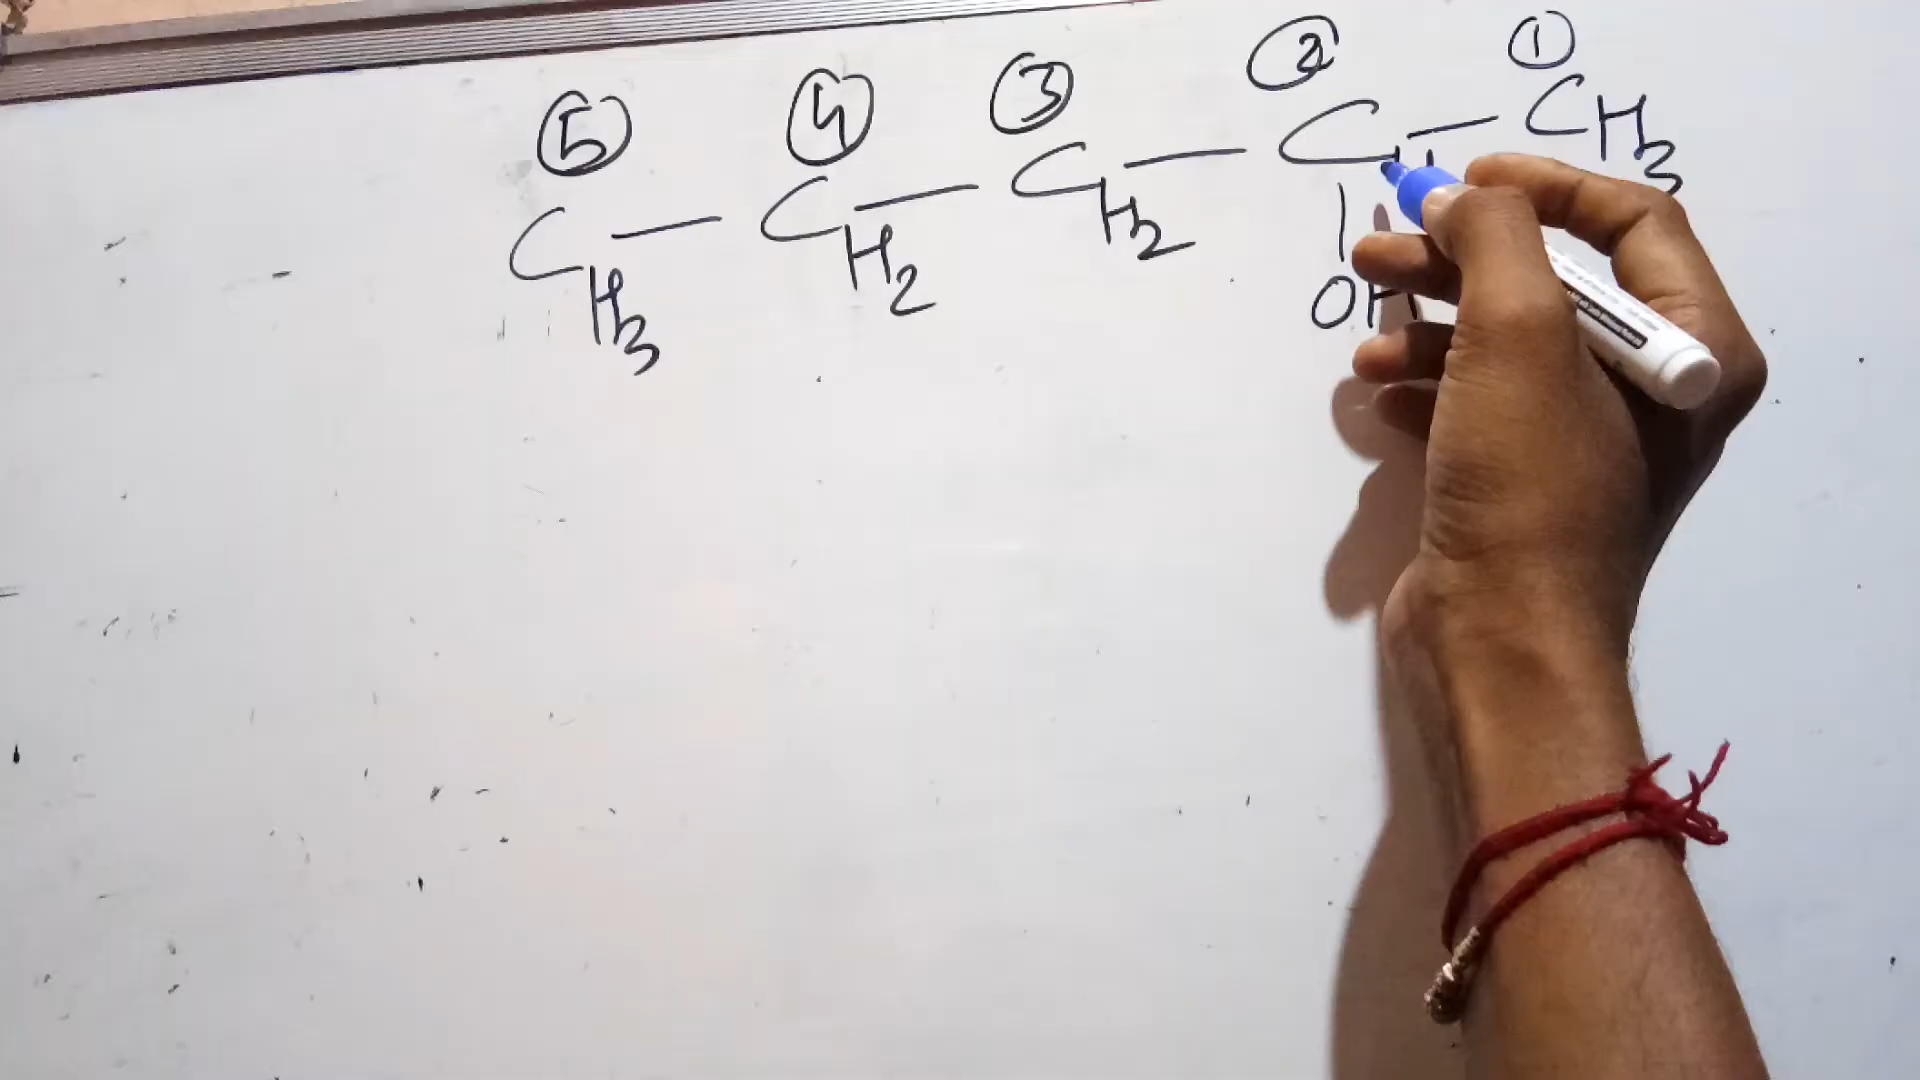 ⑤ ④ ③ ② ①
CH3 — CH2 — CH2 — CH — CH3
|
OH